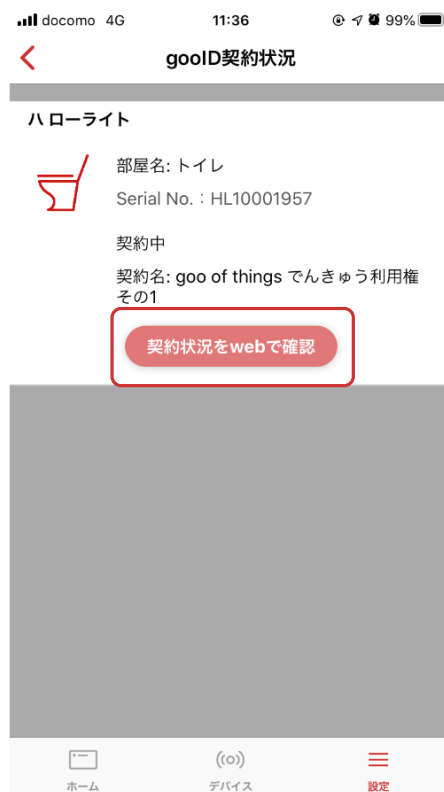 docomo 4G 11:36 99%
gooID契約状況
ハローライト
部屋名: トイレ
Serial No.：HL10001957
契約中
契約名: goo of things でんきゅう利用権
その1
契約状況をwebで確認
ホーム デバイス 設定